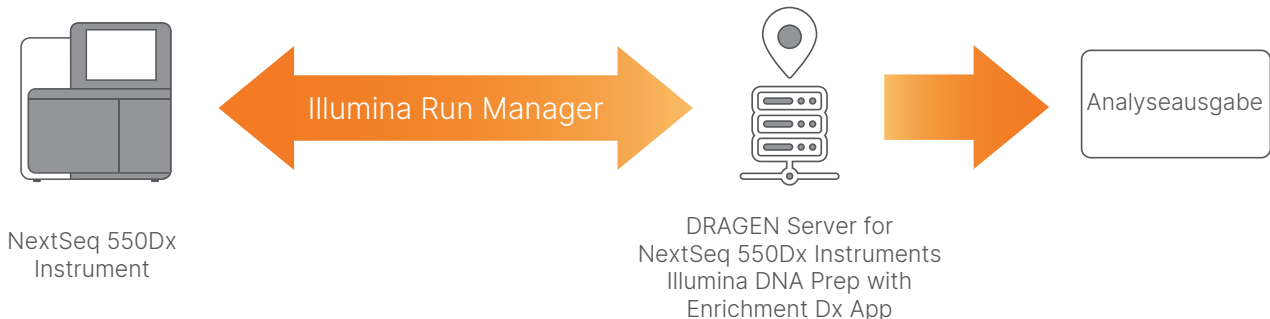 Illumina Run Manager
Analyseausgabe
NextSeq 550Dx
Instrument
DRAGEN Server for
NextSeq 550Dx Instruments
Illumina DNA Prep with
Enrichment Dx App